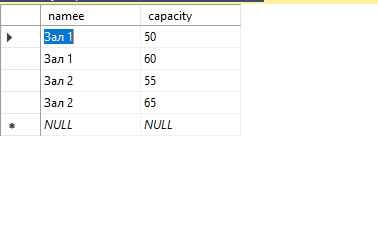 namee capacity
Зал 1 50
Зал 1 60
Зал 2 55
Зал 2 65
NULL NULL